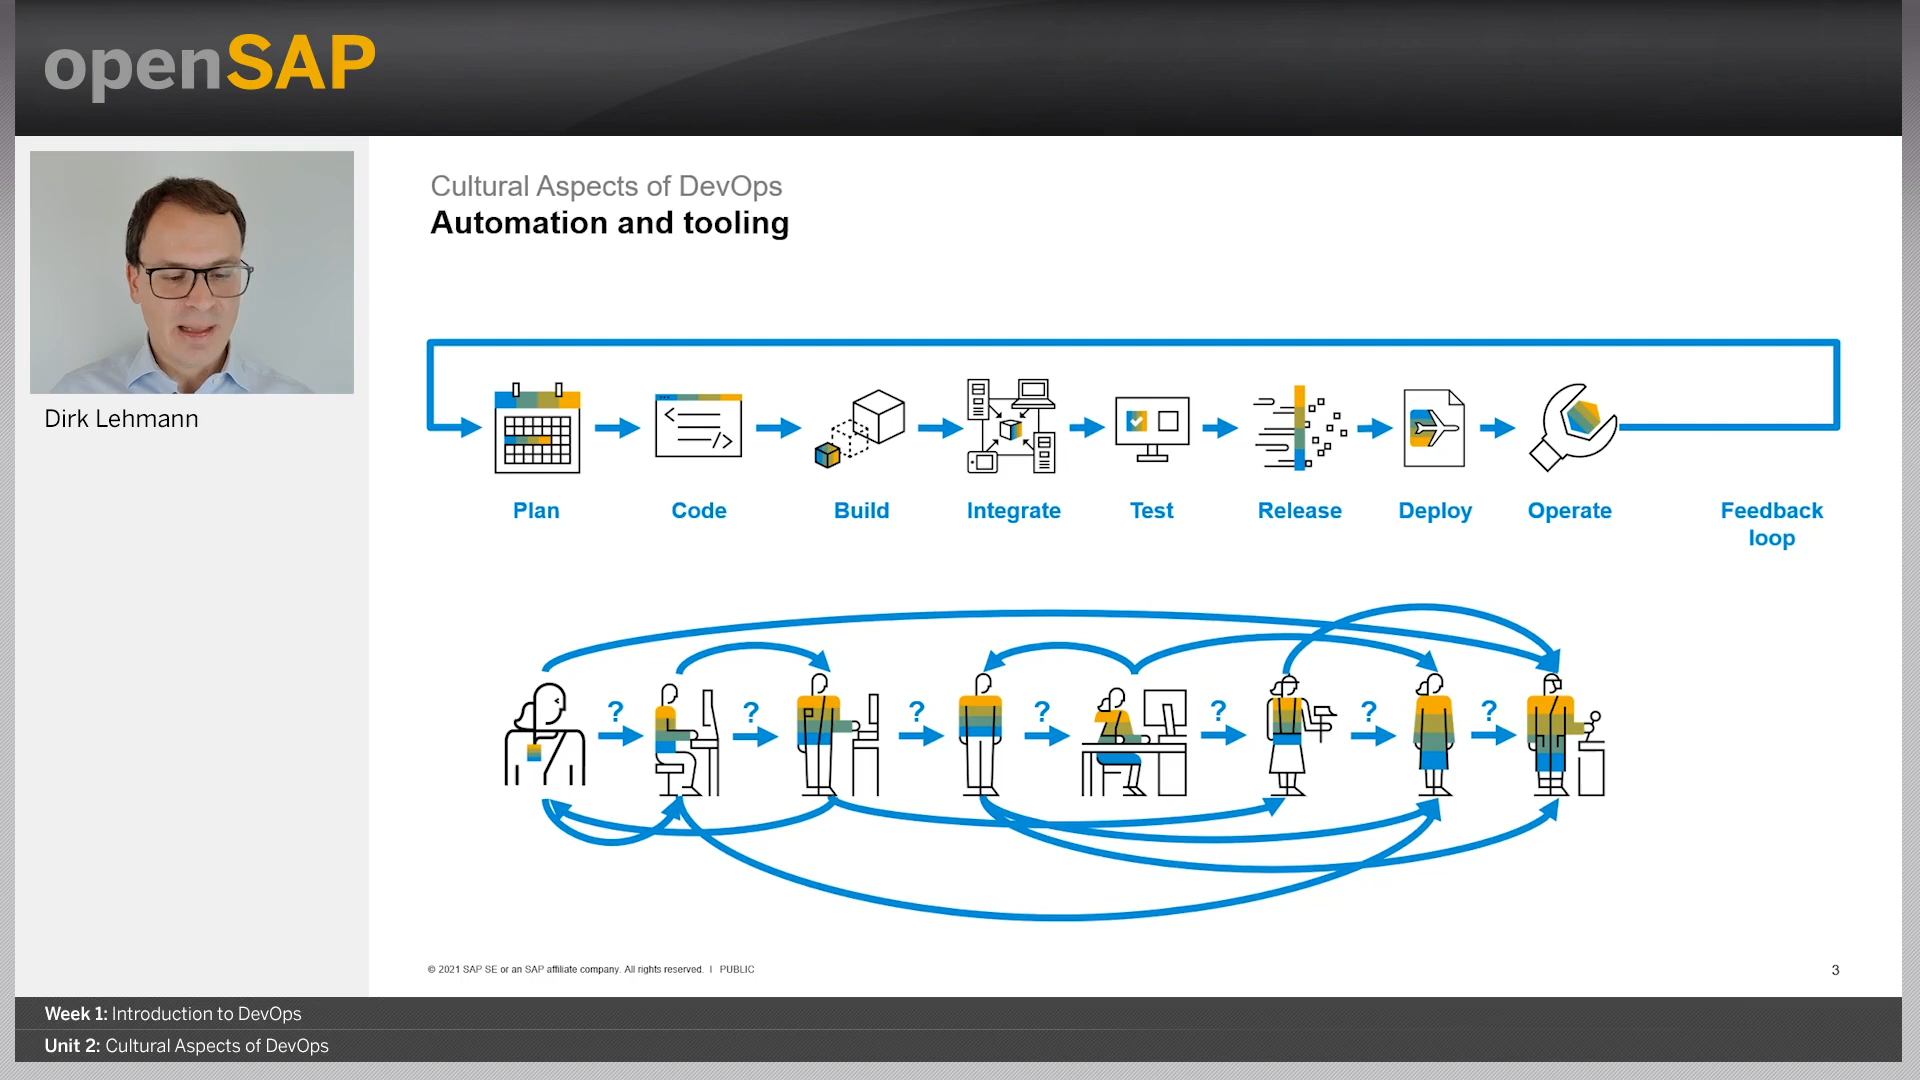 openSAP
Dirk Lehmann
Cultural Aspects of DevOps
Automation and tooling
Plan
Code
Build
Integrate
Test
Release
Deploy
Operate
Feedback
loop
?
?
?
?
?
?
?
© 2021 SAP SE or an SAP affiliate company. All rights reserved. I PUBLIC
3
Week 1: Introduction to DevOps
Unit 2: Cultural Aspects of DevOps